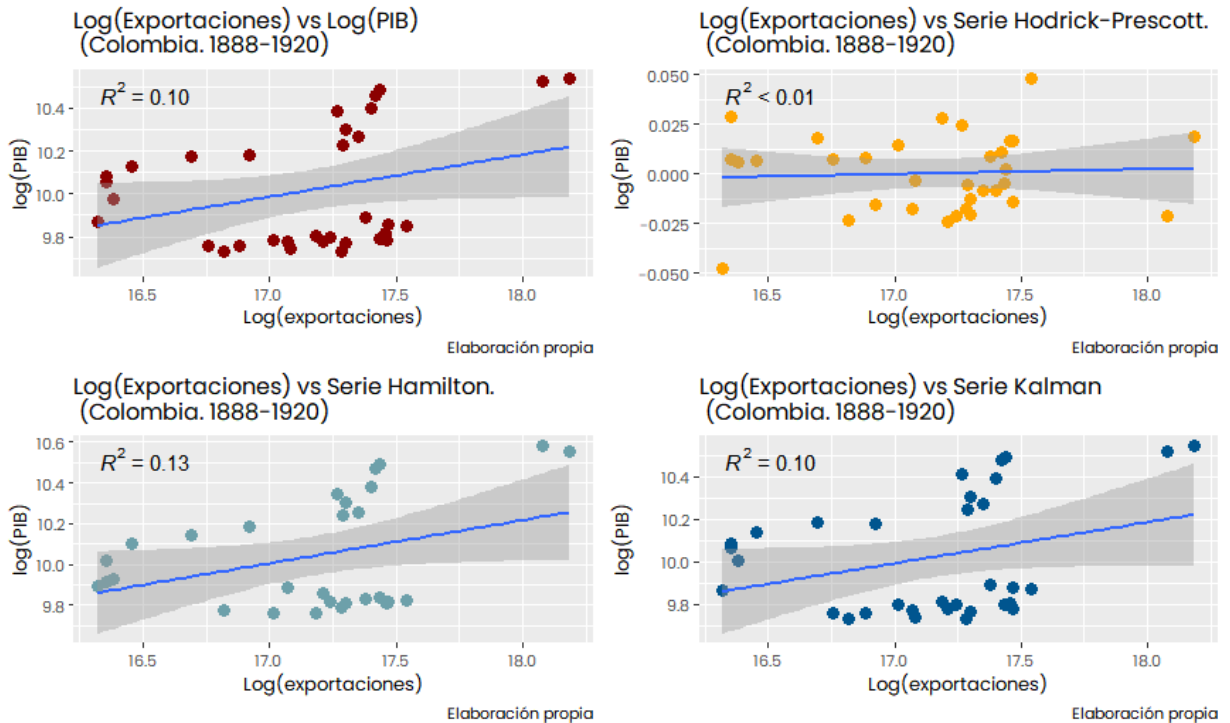 Log(Exportaciones) vs Log(PIB)
(Colombia. 1888-1920)
R² = 0.10
log(PIB)
10.4
10.2
10.0
9.8
16.5
17.0
17.5
18.0
Log(exportaciones)
Elaboración propia
Log(Exportaciones) vs Serie Hodrick-Prescott.
(Colombia. 1888-1920)
R² < 0.01
log(PIB)
0.050
0.025
0.000
−0.025
−0.050
16.5
17.0
17.5
18.0
Log(exportaciones)
Elaboración propia
Log(Exportaciones) vs Serie Hamilton.
(Colombia. 1888-1920)
R² = 0.13
log(PIB)
10.6
10.4
10.2
10.0
9.8
16.5
17.0
17.5
18.0
Log(exportaciones)
Elaboración propia
Log(Exportaciones) vs Serie Kalman
(Colombia. 1888-1920)
R² = 0.10
log(PIB)
10.4
10.2
10.0
9.8
16.5
17.0
17.5
18.0
Log(exportaciones)
Elaboración propia